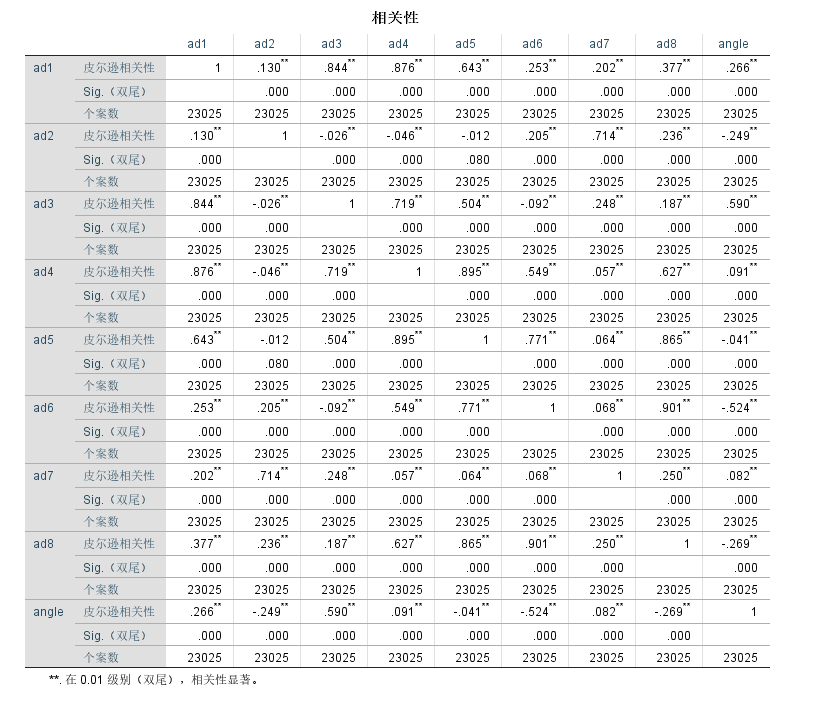 相关性
ad1 ad2 ad3 ad4 ad5 ad6 ad7 ad8 angle
ad1 皮尔逊相关性 1 .130** .844** .876** .643** .253** .202** .377** .266**
Sig.（双尾） .000 .000 .000 .000 .000 .000 .000 .000
个案数 23025 23025 23025 23025 23025 23025 23025 23025 23025
ad2 皮尔逊相关性 .130** 1 -.026** -.046** -.012 .205** .714** .236** -.249**
Sig.（双尾） .000 .000 .000 .080 .000 .000 .000 .000
个案数 23025 23025 23025 23025 23025 23025 23025 23025 23025
ad3 皮尔逊相关性 .844** -.026** 1 .719** .504** -.092** .248** .187** .590**
Sig.（双尾） .000 .000 .000 .000 .000 .000 .000 .000
个案数 23025 23025 23025 23025 23025 23025 23025 23025 23025
ad4 皮尔逊相关性 .876** -.046** .719** 1 .895** .549** .057** .627** .091**
Sig.（双尾） .000 .000 .000 .000 .000 .000 .000 .000
个案数 23025 23025 23025 23025 23025 23025 23025 23025 23025
ad5 皮尔逊相关性 .643** -.012 .504** .895** 1 .771** .064** .865** -.041**
Sig.（双尾） .000 .080 .000 .000 .000 .000 .000 .000
个案数 23025 23025 23025 23025 23025 23025 23025 23025 23025
ad6 皮尔逊相关性 .253** .205** -.092** .549** .771** 1 .068** .901** -.524**
Sig.（双尾） .000 .000 .000 .000 .000 .000 .000 .000
个案数 23025 23025 23025 23025 23025 23025 23025 23025 23025
ad7 皮尔逊相关性 .202** .714** .248** .057** .064** .068** 1 .250** .082**
Sig.（双尾） .000 .000 .000 .000 .000 .000 .000 .000
个案数 23025 23025 23025 23025 23025 23025 23025 23025 23025
ad8 皮尔逊相关性 .377** .236** .187** .627** .865** .901** .250** 1 -.269**
Sig.（双尾） .000 .000 .000 .000 .000 .000 .000 .000
个案数 23025 23025 23025 23025 23025 23025 23025 23025 23025
angle 皮尔逊相关性 .266** -.249** .590** .091** -.041** -.524** .082** -.269** 1
Sig.（双尾） .000 .000 .000 .000 .000 .000 .000 .000
个案数 23025 23025 23025 23025 23025 23025 23025 23025 23025
**. 在 0.01 级别（双尾），相关性显著。